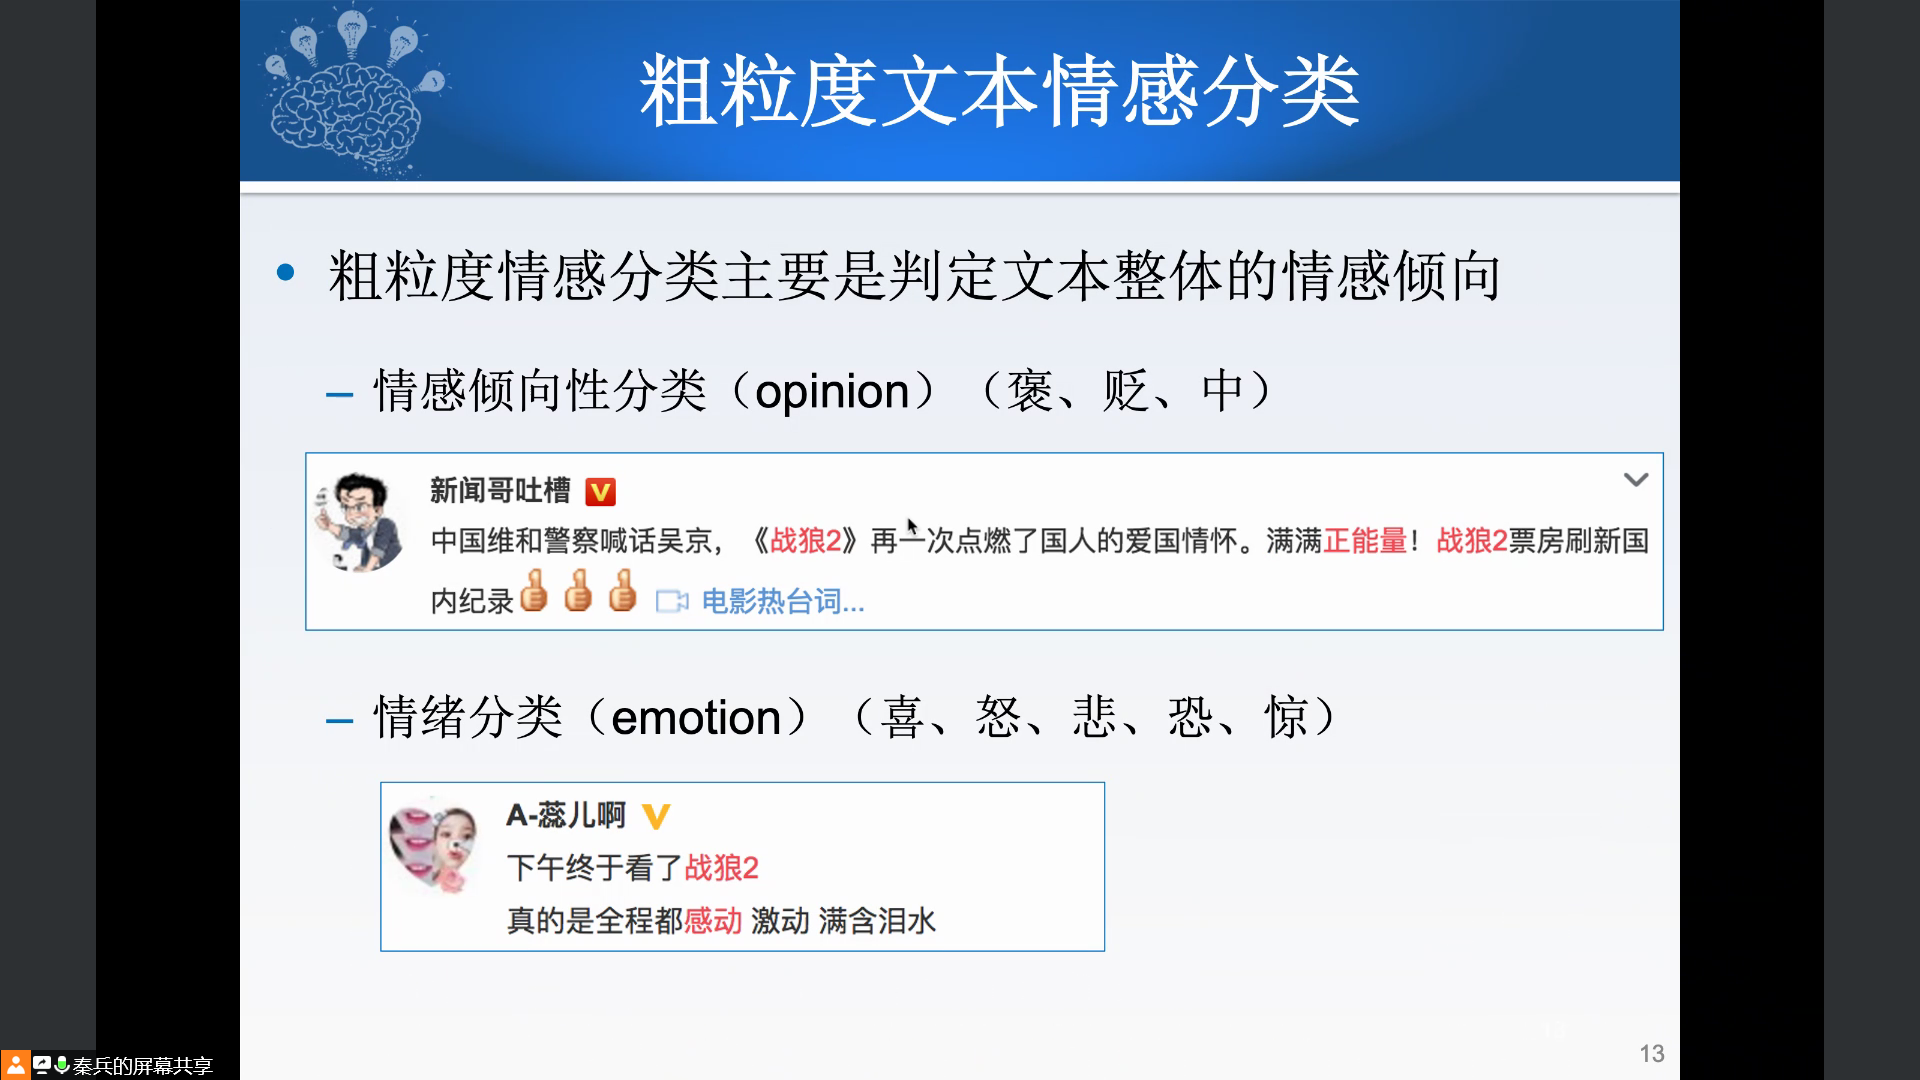 粗粒度文本情感分类
• 粗粒度情感分类主要是判定文本整体的情感倾向
– 情感倾向性分类（opinion）（褒、贬、中）
新闻哥吐槽 V
中国维和警察喊话吴京，《战狼2》再一次点燃了国人的爱国情怀。满满正能量！战狼2票房刷新国
内纪录 电影热台词...
– 情绪分类（emotion）（喜、怒、悲、恐、惊）
A-蕊儿啊 V
下午终于看了战狼2
真的是全程都感动 激动 满含泪水
13
秦兵的屏幕共享